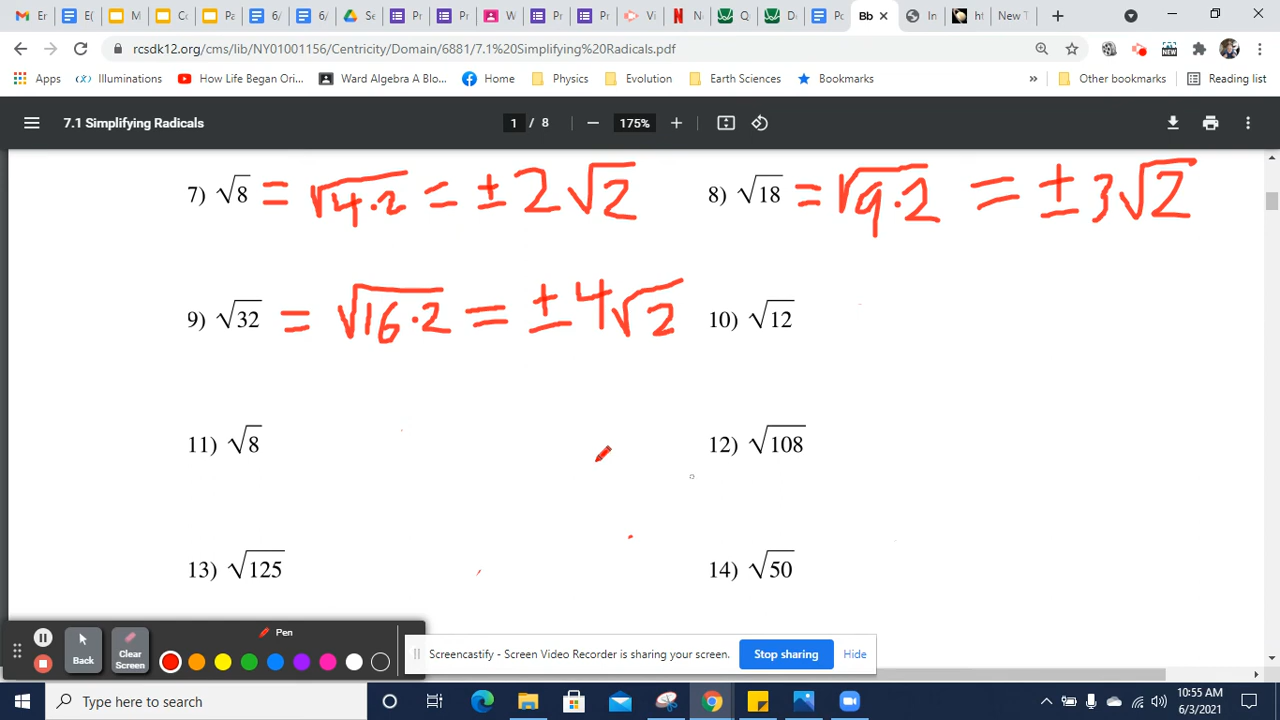 rcsdk12.org/cms/lib/NY01001156/Centricity/Domain/6881/7.1%20Simplifying%20Radicals.pdf
Apps Illuminations How Life Began Ori... Ward Algebra A Blo... Home Physics Evolution Earth Sciences Bookmarks » Other bookmarks Reading list
7.1 Simplifying Radicals 1 / 8 175%
7) √8 = √4·2 = ±2√2 8) √18 = √9·2 = ±3√2
9) √32 = √16·2 = ±4√2 10) √12
11) √8 12) √108
13) √125 14) √50
Pen
Back Clear Screen
Screencastify - Screen Video Recorder is sharing your screen. Stop sharing Hide
Type here to search
10:55 AM
6/3/2021